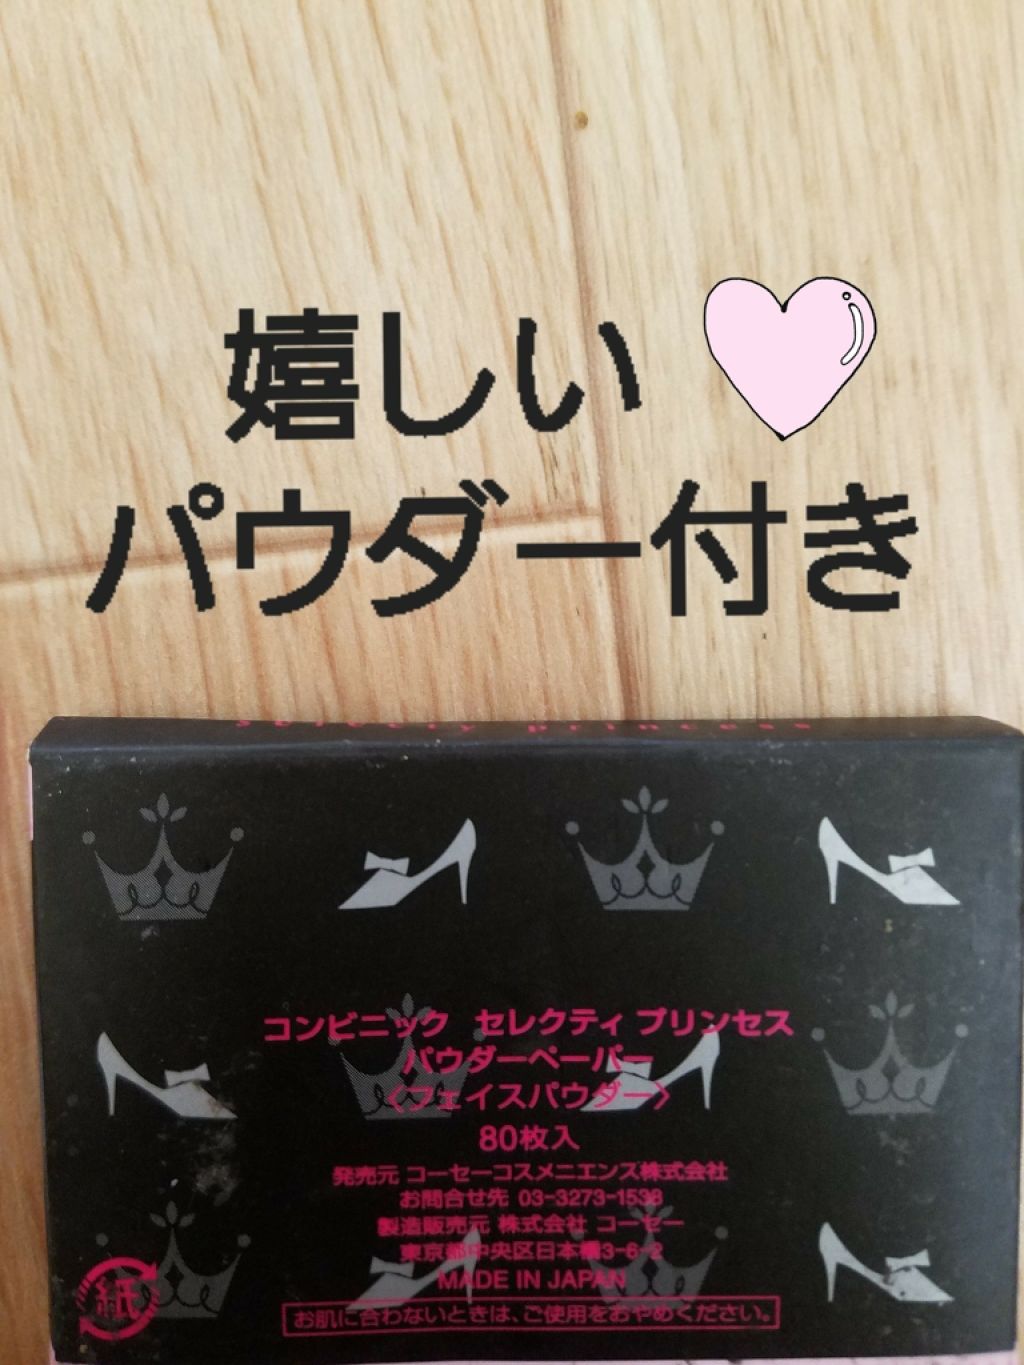 嬉しい
パウダー付き
princess
コンビニック セレクティ プリンセス
パウダーペーパー
〈フェイスパウダー〉
80枚入
発売元 コーセーコスメニエンス株式会社
お問合せ先 03-3273-1538
製造販売元 株式会社 コーセー
東京都中央区日本橋3-6-2
MADE IN JAPAN
紙
お肌に合わないときは、ご使用をおやめください。